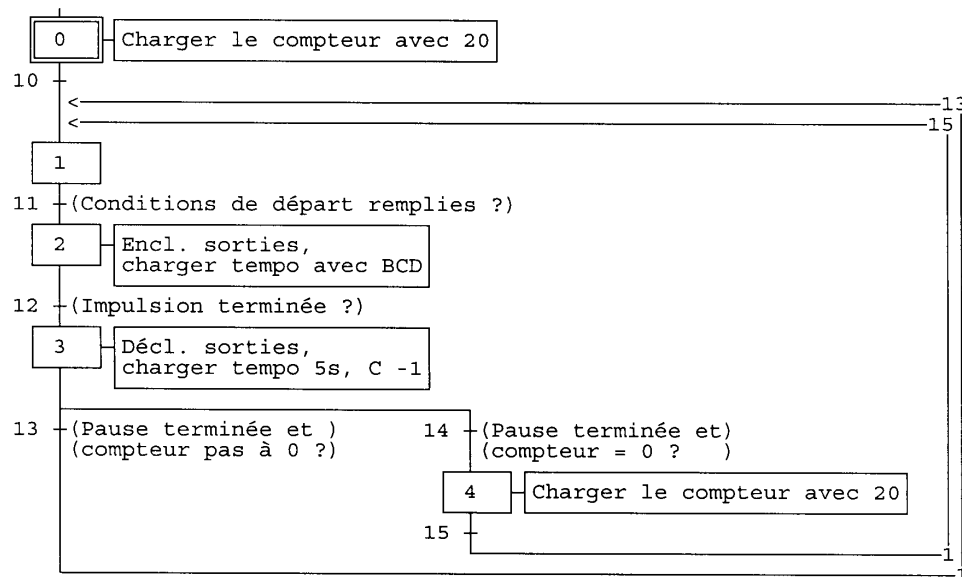 0 Charger le compteur avec 20
10
13
15
1
11 (Conditions de départ remplies ?)
2 Encl. sorties,
charger tempo avec BCD
12 (Impulsion terminée ?)
3 Décl. sorties,
charger tempo 5s, C -1
13 (Pause terminée et ) 14 (Pause terminée et)
(compteur pas à 0 ?) (compteur = 0 ? )
4 Charger le compteur avec 20
15
1
1